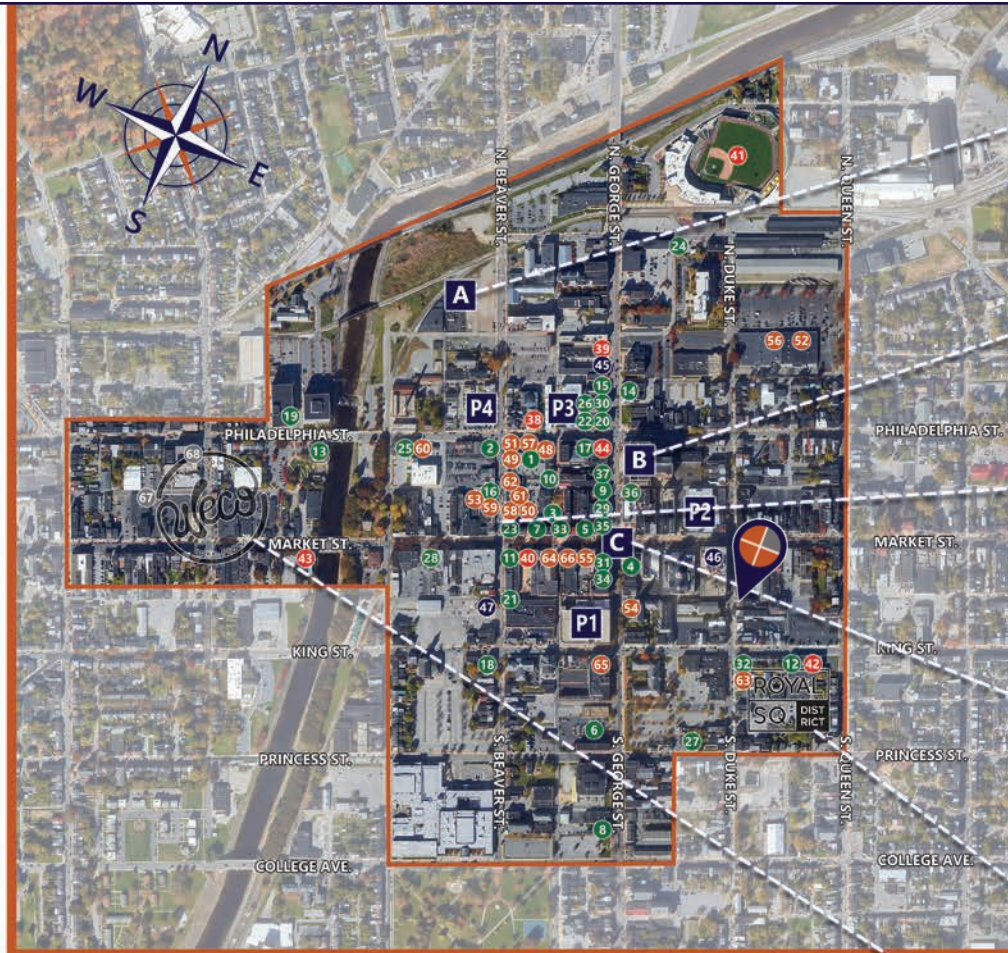 N
W
E
S
N. BEAVER ST.
N. GEORGE ST.
N. QUEEN ST.
41
24
N. DUKE ST.
A
56 52
39
45
15
14
26 30
22 20
P4
P3
38
19
PHILADELPHIA ST.
PHILADELPHIA ST.
13
25 60
2
51 57
48
49
1
17 44
B
68
67
Weco
62
10
37
16
53
59
61
58 50
9
36
29
3
P2
23 7 33 5 35
MARKET ST.
MARKET ST.
C
43
28
11 40 64 66 55 31
4
34
46
21
47
54
P1
KING ST.
KING ST.
18
65
32
12 42
63
ROYAL
SQ. DIST
RICT
6
27
PRINCESS ST.
PRINCESS ST.
S. BEAVER ST.
S. GEORGE ST.
S. DUKE ST.
S. QUEEN ST.
8
COLLEGE AVE.
COLLEGE AVE.